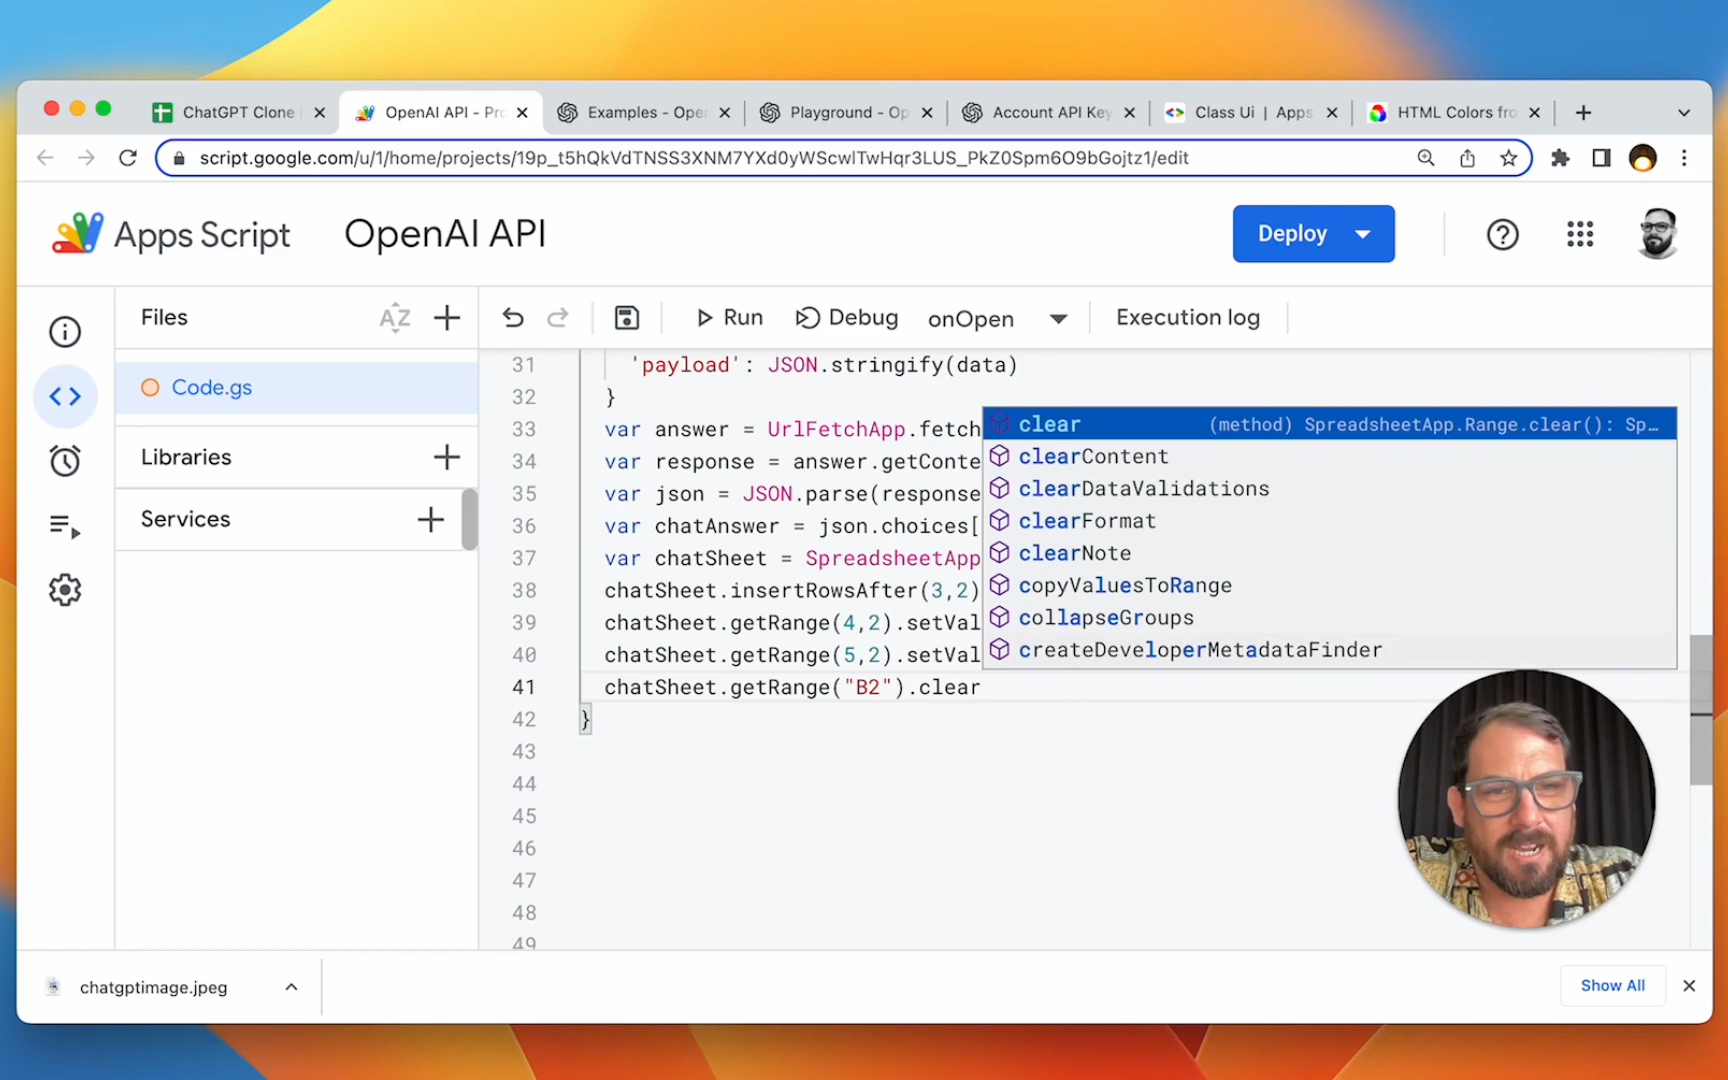 ChatGPT Clone
OpenAI API - Pro
Examples - Open
Playground - Op
Account API Key
Class Ui | Apps
HTML Colors fro
script.google.com/u/1/home/projects/19p_t5hQkVdTNSS3XNM7YXd0yWScwlTwHqr3LUS_PkZ0Spm6O9bGojtz1/edit
Apps Script
OpenAI API
Deploy
Files
AZ
Run
Debug
onOpen
Execution log
Code.gs
Libraries
Services
31 'payload': JSON.stringify(data)
32 }
33 var answer = UrlFetchApp.fetch
34 var response = answer.getConte
35 var json = JSON.parse(response
36 var chatAnswer = json.choices[
37 var chatSheet = SpreadsheetApp
38 chatSheet.insertRowsAfter(3,2)
39 chatSheet.getRange(4,2).setVal
40 chatSheet.getRange(5,2).setVal
41 chatSheet.getRange("B2").clear
42 }
43
44
45
46
47
48
49
clear (method) SpreadsheetApp.Range.clear(): Sp…
clearContent
clearDataValidations
clearFormat
clearNote
copyValuesToRange
collapseGroups
createDeveloperMetadataFinder
chatgptimage.jpeg
Show All